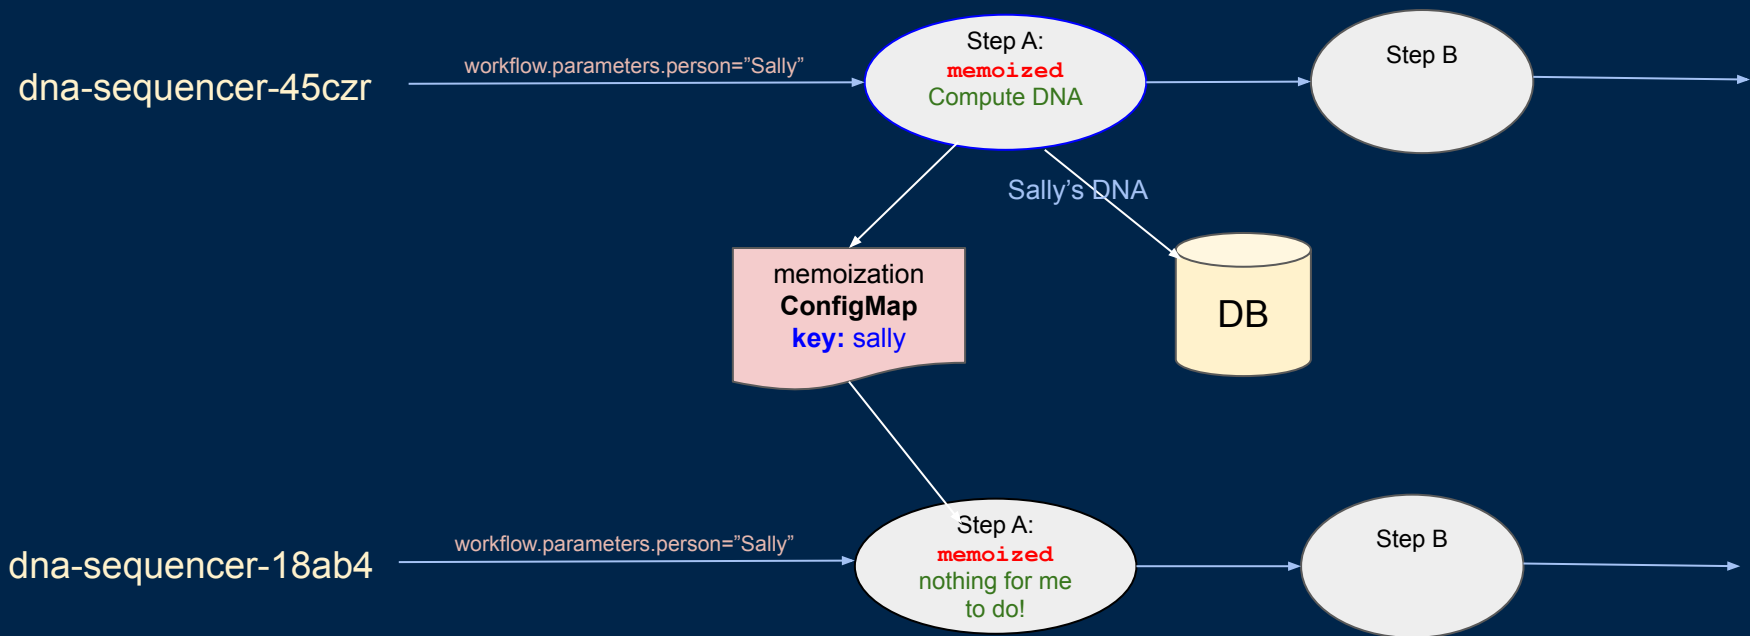 dna-sequencer-45czr
workflow.parameters.person=”Sally”
Step A:
memoized
Compute DNA
Step B
Sally’s DNA
memoization
ConfigMap
key: sally
DB
dna-sequencer-18ab4
workflow.parameters.person=”Sally”
Step A:
memoized
nothing for me
to do!
Step B